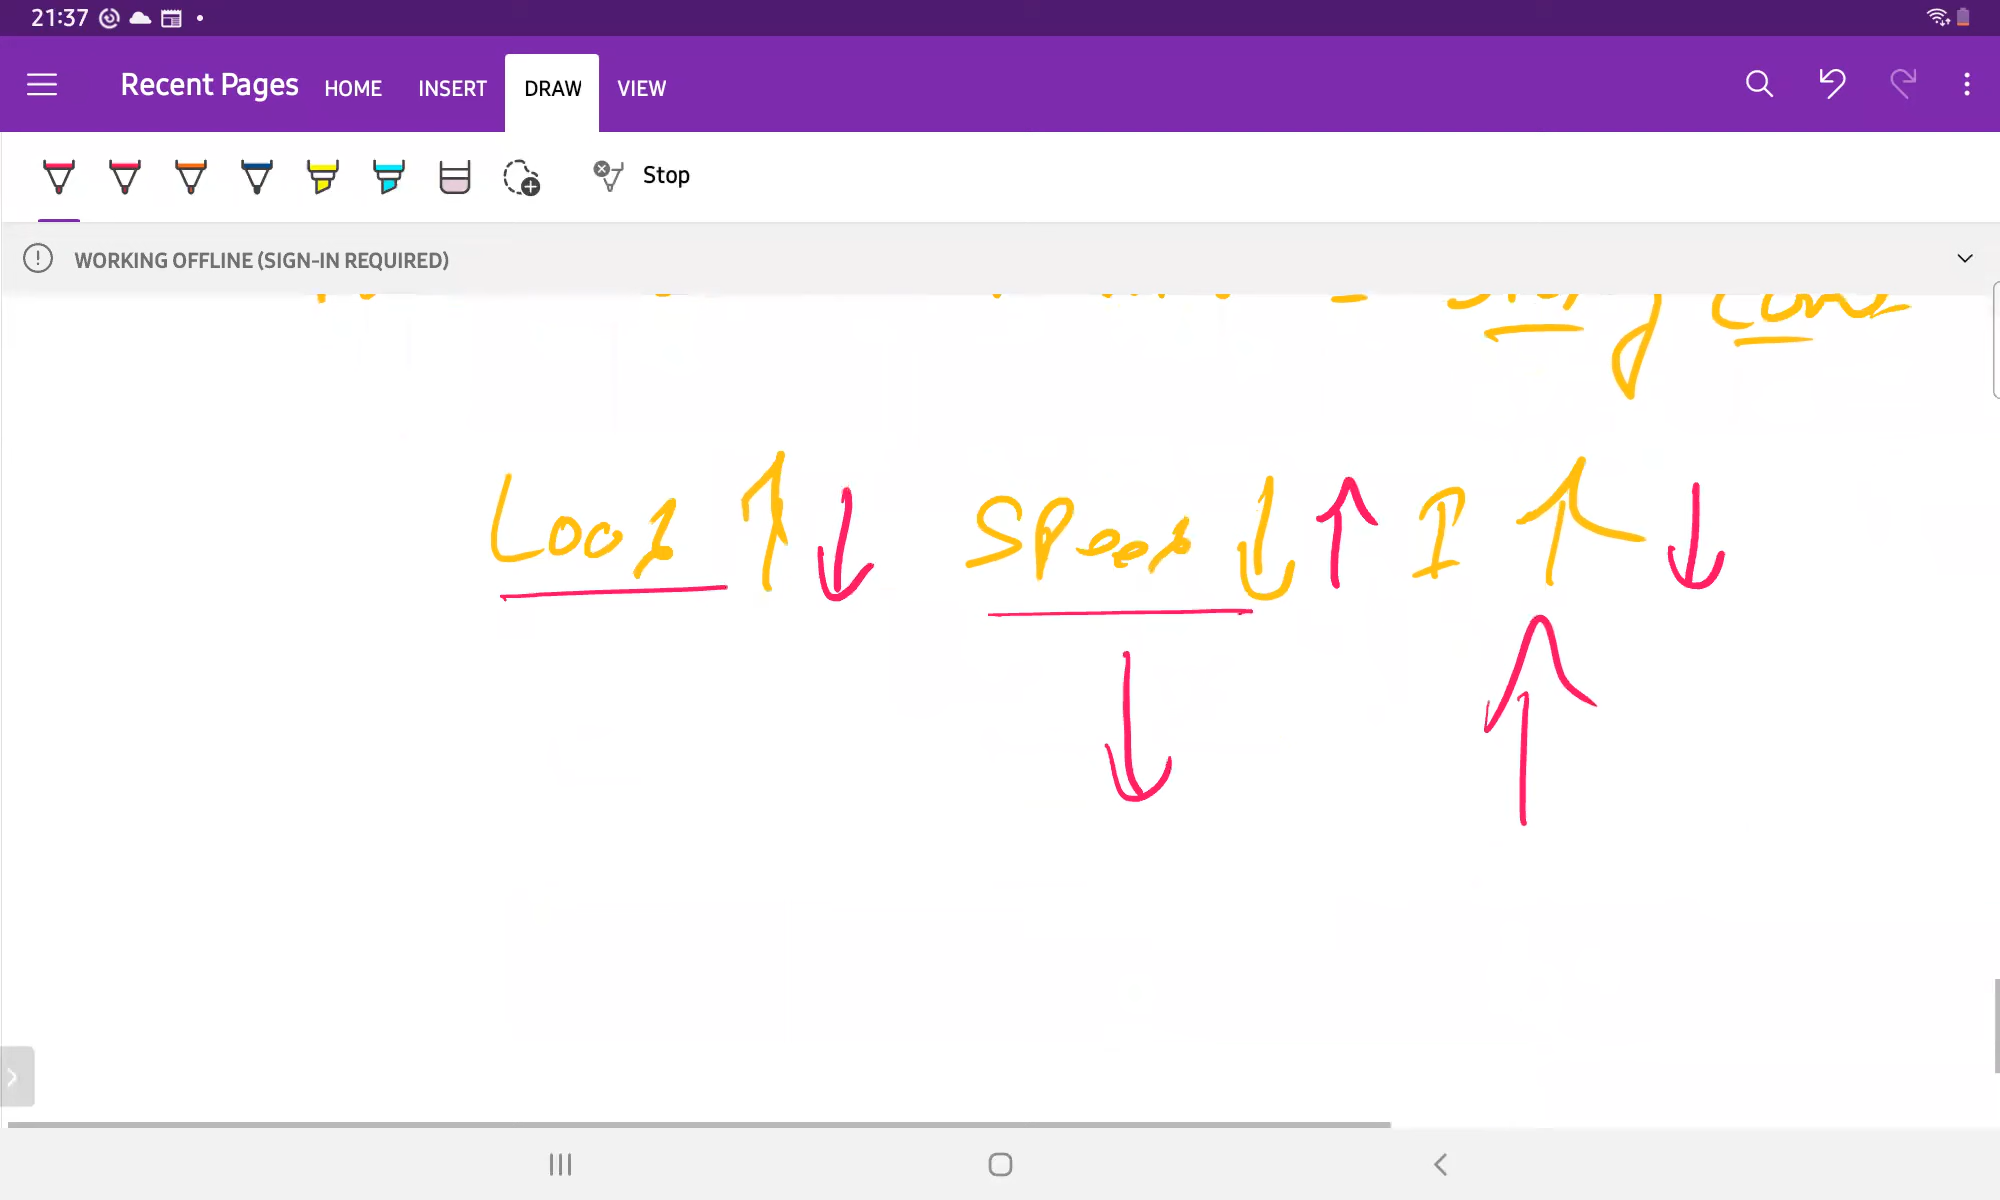 21:37
Recent Pages HOME INSERT DRAW VIEW
Stop
WORKING OFFLINE (SIGN-IN REQUIRED)
Load ↑ ↓ Speed ↓ ↑ I ↑ ↓
↓ ↑